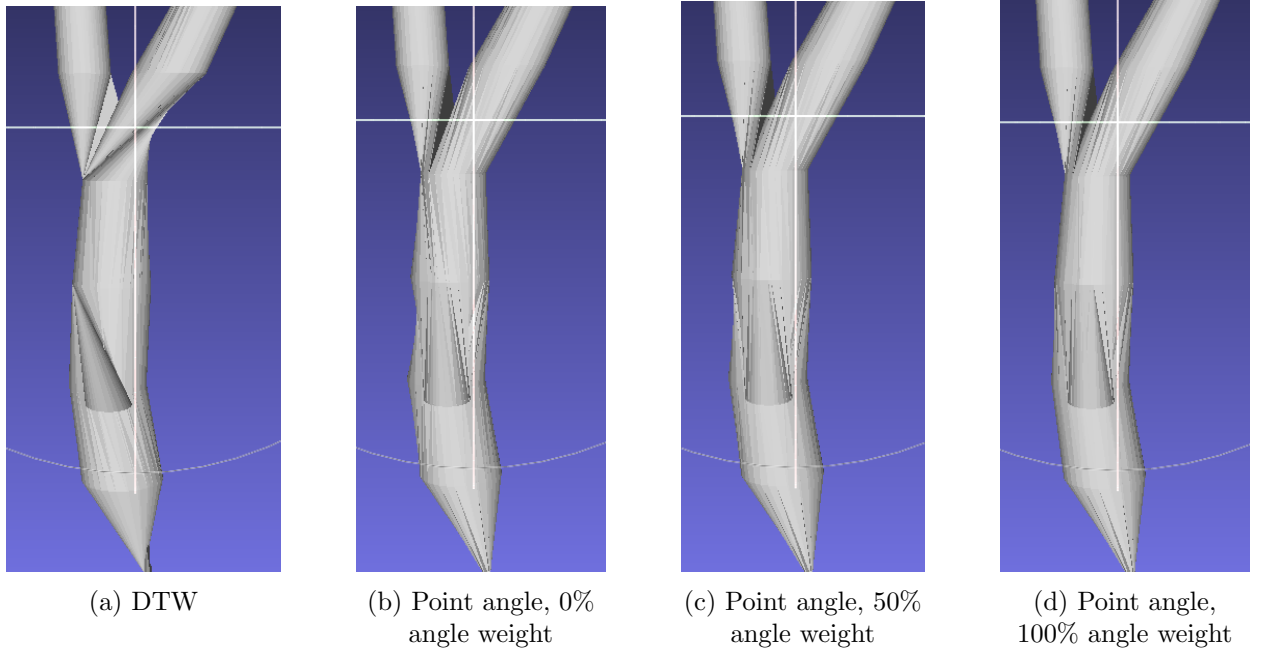 (a) DTW
(b) Point angle, 0%
angle weight
(c) Point angle, 50%
angle weight
(d) Point angle,
100% angle weight